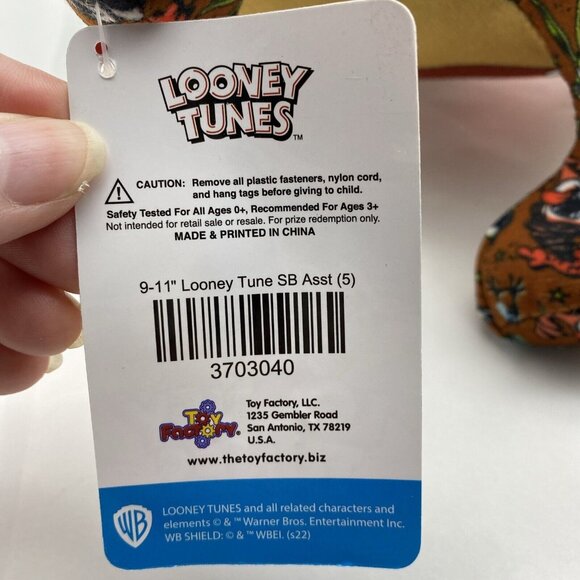 LOONEY
TUNES™
CAUTION: Remove all plastic fasteners, nylon cord,
and hang tags before giving to child.
Safety Tested For All Ages 0+, Recommended For Ages 3+
Not intended for retail sale or resale. For prize redemption only.
MADE & PRINTED IN CHINA
9-11" Looney Tune SB Asst (5)
3703040
Toy
Factory®
Toy Factory, LLC.
1235 Gembler Road
San Antonio, TX 78219
U.S.A.
www.thetoyfactory.biz
WB
LOONEY TUNES and all related characters and
elements © & ™ Warner Bros. Entertainment Inc.
WB SHIELD: © & ™ WBEI. (s22)